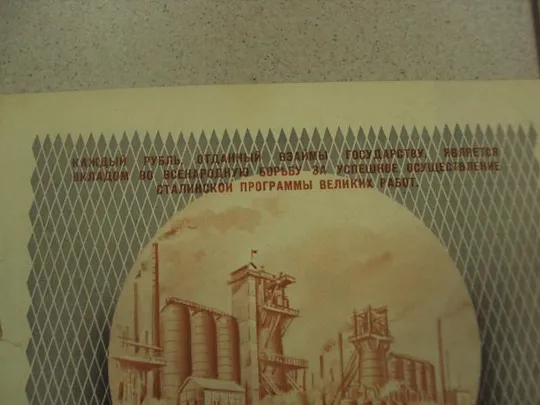 КАЖДЫЙ РУБЛЬ, ОТДАННЫЙ ВЗАЙМЫ ГОСУДАРСТВУ, ЯВЛЯЕТСЯ
ВКЛАДОМ ВО ВСЕНАРОДНУЮ БОРЬБУ ЗА УСПЕШНОЕ ОСУЩЕСТВЛЕНИЕ
СТАЛИНСКОЙ ПРОГРАММЫ ВЕЛИКИХ РАБОТ.